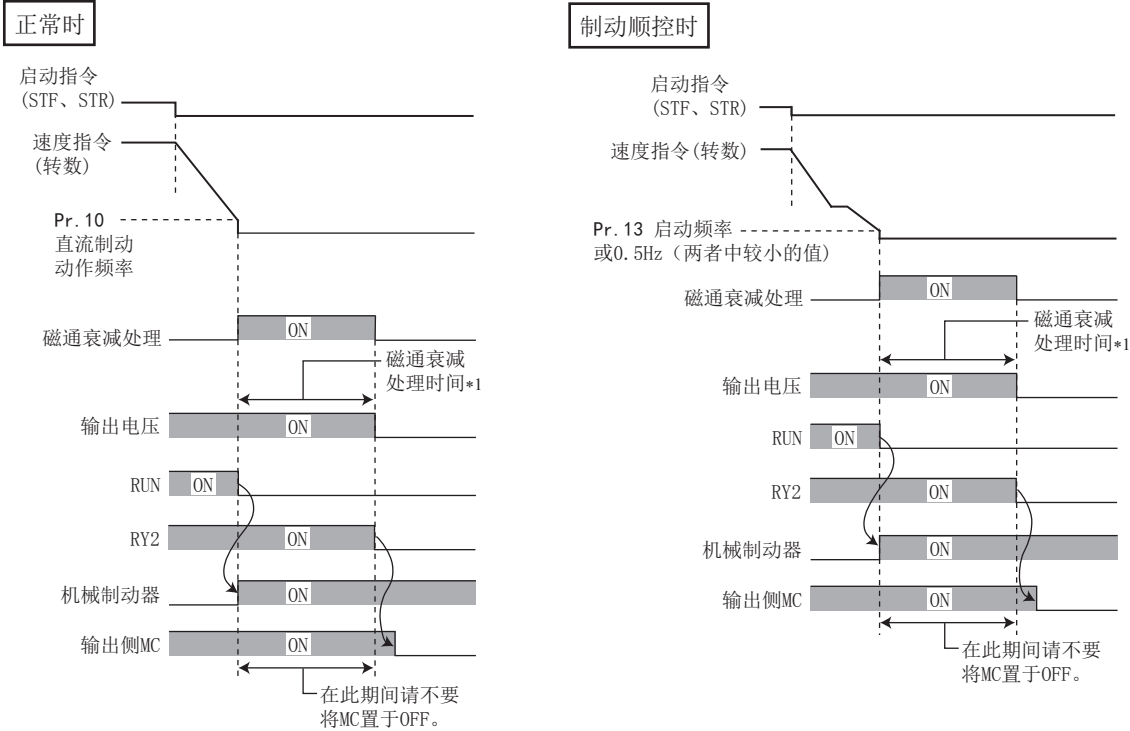 正常时
启动指令
(STF、STR)
速度指令
(转数)
Pr.10
直流制动
动作频率
磁通衰减处理
ON
磁通衰减
处理时间*1
输出电压
ON
RUN
ON
RY2
ON
机械制动器
ON
输出侧MC
ON
在此期间请不要
将MC置于OFF。
制动顺控时
启动指令
(STF、STR)
速度指令(转数)
Pr.13 启动频率
或0.5Hz（两者中较小的值)
磁通衰减处理
ON
磁通衰减
处理时间*1
输出电压
ON
RUN
ON
RY2
ON
机械制动器
ON
输出侧MC
ON
在此期间请不要
将MC置于OFF。